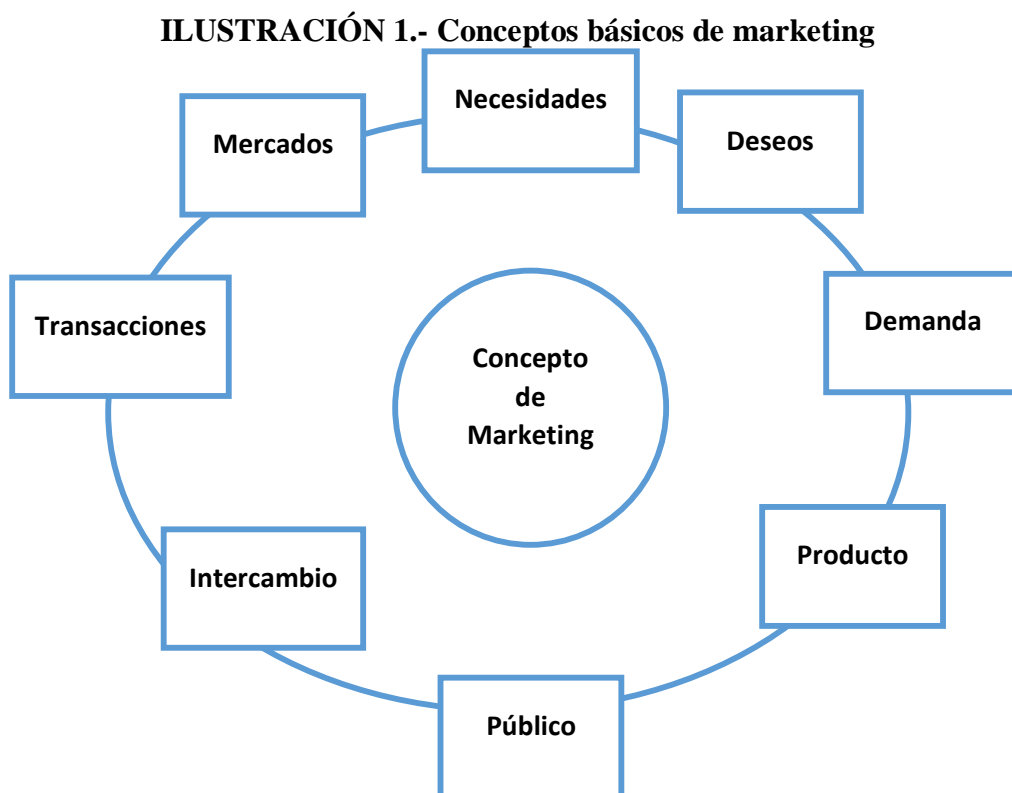 ILUSTRACIÓN 1.- Conceptos básicos de marketing
Necesidades
Deseos
Demanda
Producto
Público
Intercambio
Transacciones
Mercados
Concepto
de
Marketing